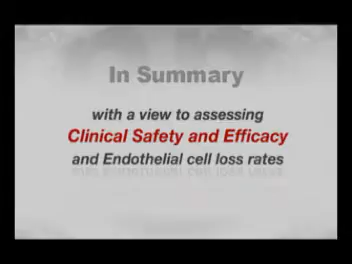 In Summary
with a view to assessing
Clinical Safety and Efficacy
and Endothelial cell loss rates